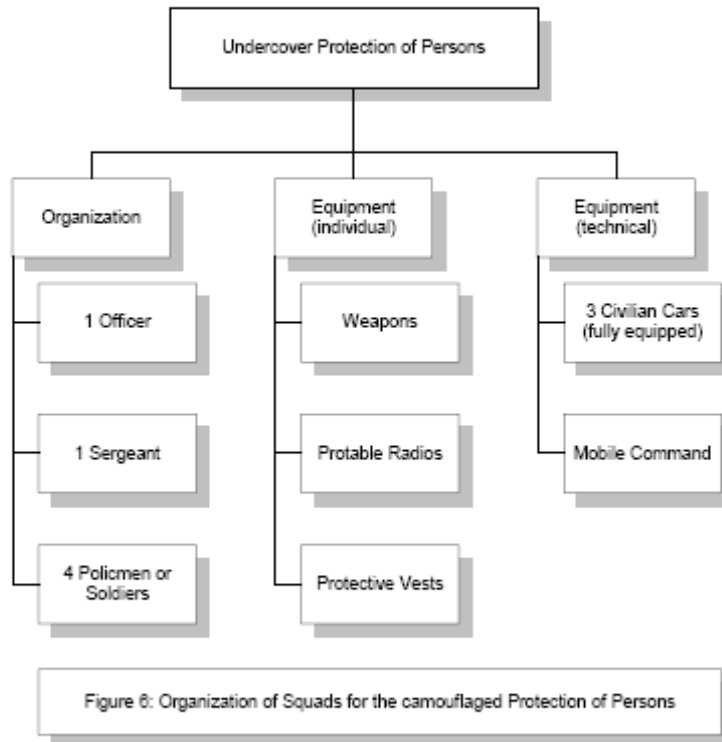 Undercover Protection of Persons
Organization
1 Officer
1 Sergeant
4 Policmen or
Soldiers
Equipment
(individual)
Weapons
Protable Radios
Protective Vests
Equipment
(technical)
3 Civilian Cars
(fully equipped)
Mobile Command
Figure 6: Organization of Squads for the camouflaged Protection of Persons